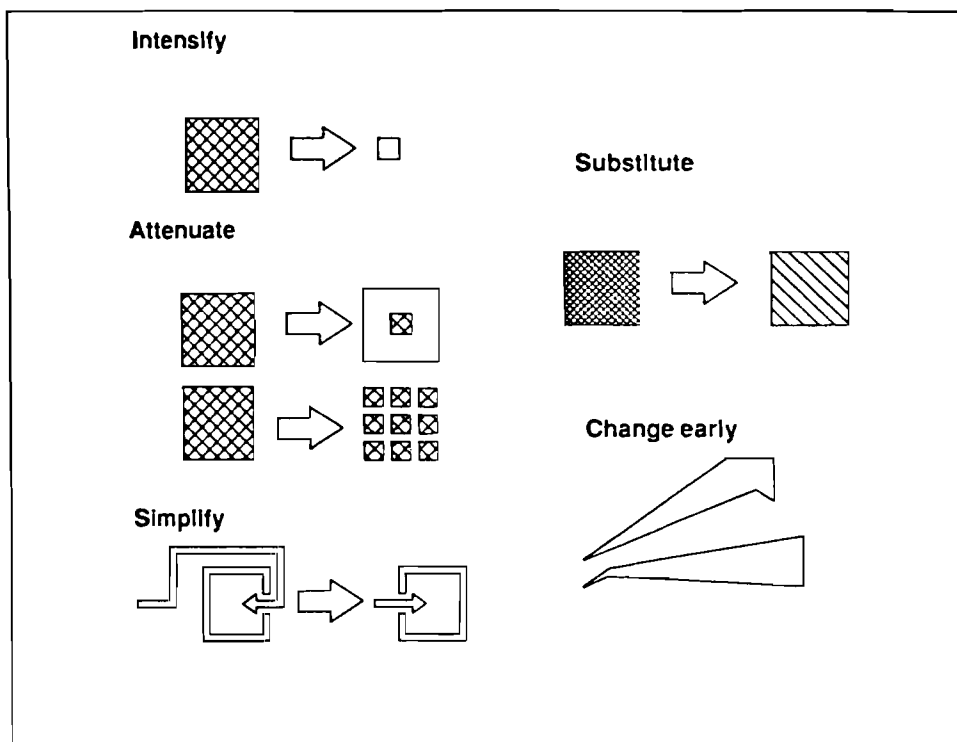 Intensify
Attenuate
Simplify
Substitute
Change early